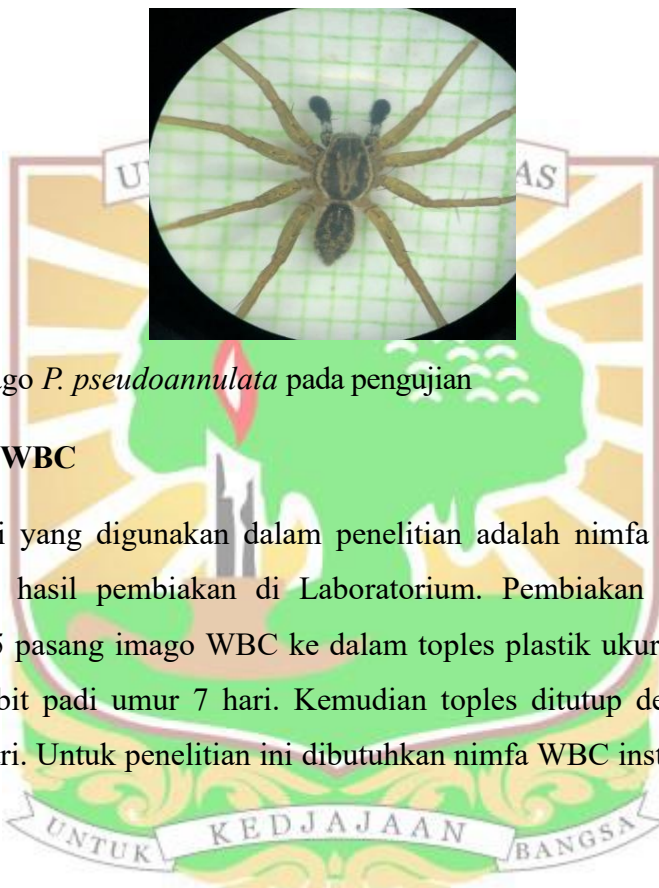 U AS
ago P. pseudoannulata pada pengujian
WBC
i yang digunakan dalam penelitian adalah nimfa
hasil pembiakan di Laboratorium. Pembiakan
5 pasang imago WBC ke dalam toples plastik ukur
bit padi umur 7 hari. Kemudian toples ditutup de
ri. Untuk penelitian ini dibutuhkan nimfa WBC inst
UNTUK KEDJAJAAN BANGSA